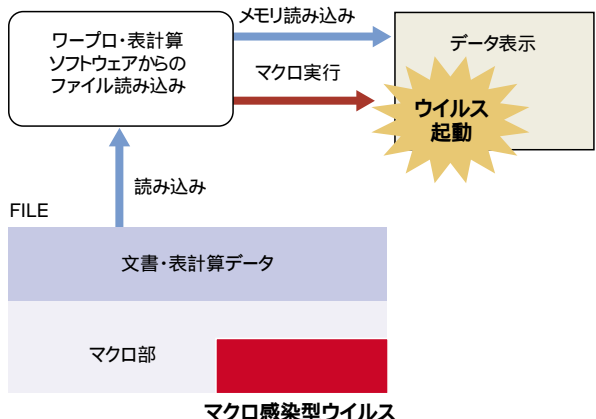 メモリ読み込み
ワープロ・表計算
ソフトウェアからの
ファイル読み込み
データ表示
マクロ実行
ウイルス
起動
読み込み
FILE
文書・表計算データ
マクロ部
マクロ感染型ウイルス